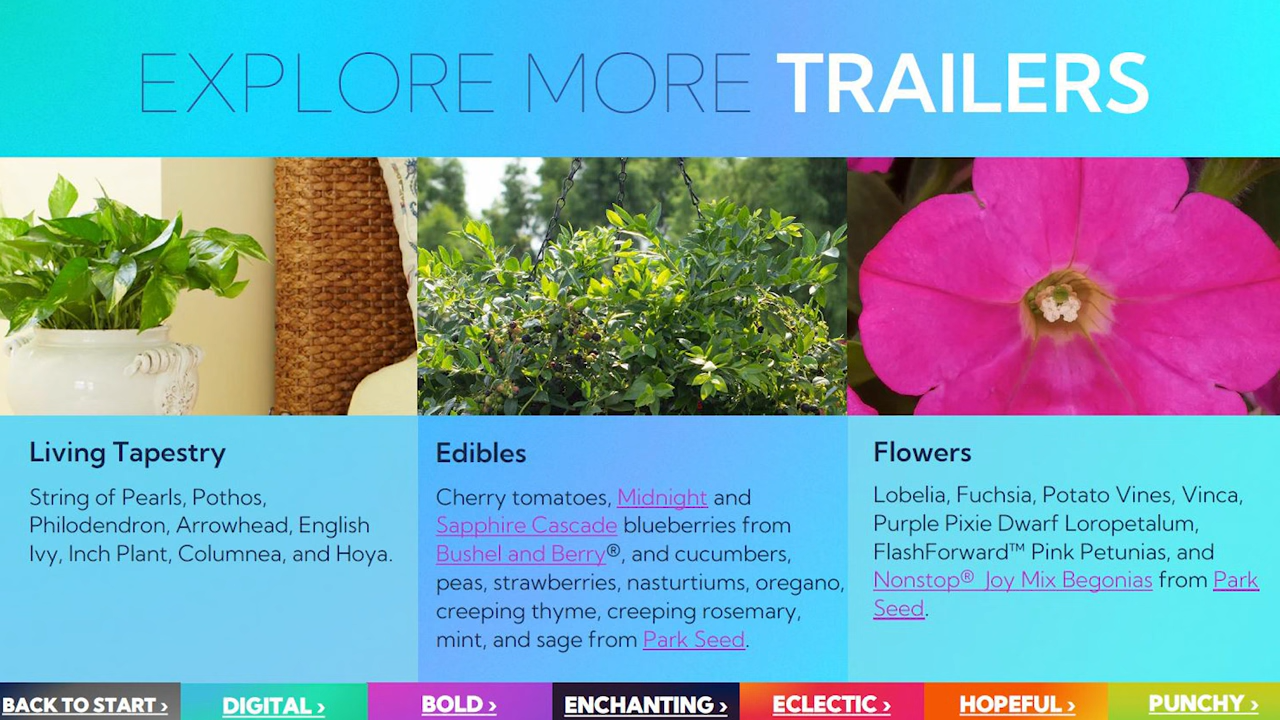 EXPLORE MORE TRAILERS
Living Tapestry
String of Pearls, Pothos,
Philodendron, Arrowhead, English
Ivy, Inch Plant, Columnea, and Hoya.
Edibles
Cherry tomatoes, Midnight and
Sapphire Cascade blueberries from
Bushel and Berry®, and cucumbers,
peas, strawberries, nasturtiums, oregano,
creeping thyme, creeping rosemary,
mint, and sage from Park Seed.
Flowers
Lobelia, Fuchsia, Potato Vines, Vinca,
Purple Pixie Dwarf Loropetalum,
FlashForward™ Pink Petunias, and
Nonstop® Joy Mix Begonias from Park
Seed.
BACK TO START › DIGITAL › BOLD › ENCHANTING › ECLECTIC › HOPEFUL › PUNCHY ›